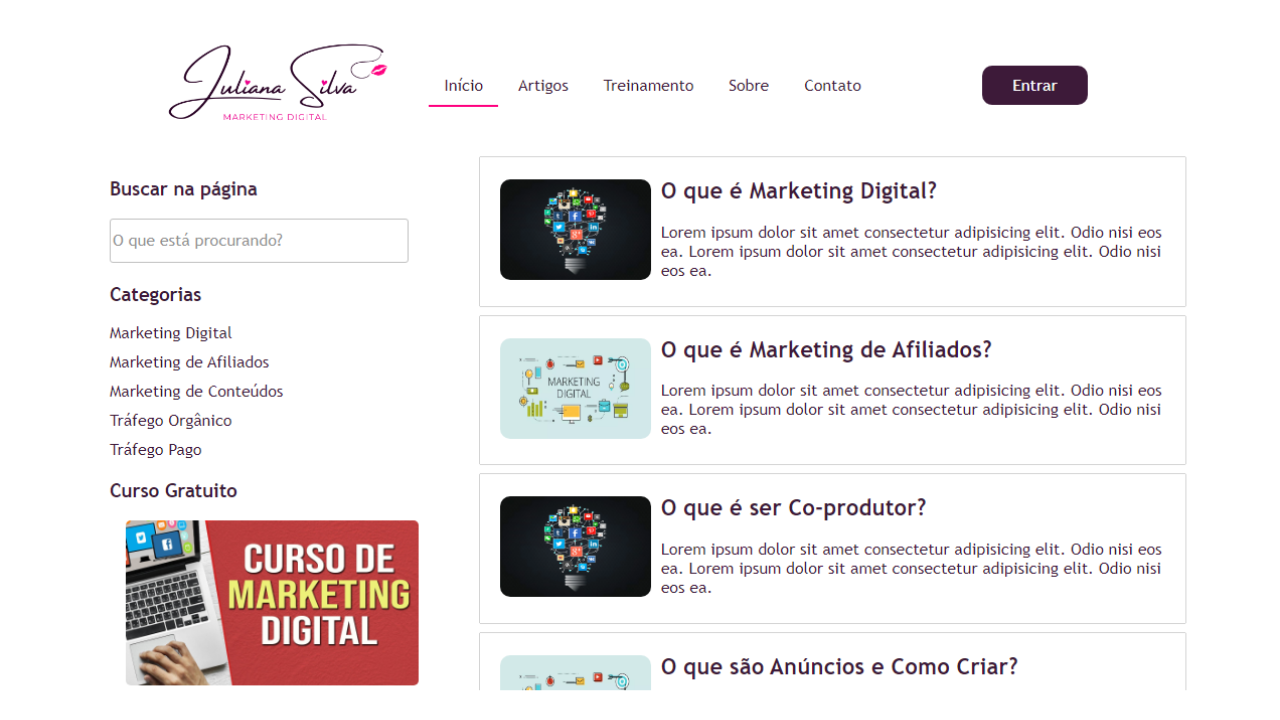 Juliana Silva
MARKETING DIGITAL
Início
Artigos
Treinamento
Sobre
Contato
Entrar
Buscar na página
O que está procurando?
Categorias
Marketing Digital
Marketing de Afiliados
Marketing de Conteúdos
Tráfego Orgânico
Tráfego Pago
Curso Gratuito
CURSO DE
MARKETING
DIGITAL
O que é Marketing Digital?
Lorem ipsum dolor sit amet consectetur adipisicing elit. Odio nisi eos
ea. Lorem ipsum dolor sit amet consectetur adipisicing elit. Odio nisi
eos ea.
MARKETING
DIGITAL
O que é Marketing de Afiliados?
Lorem ipsum dolor sit amet consectetur adipisicing elit. Odio nisi eos
ea. Lorem ipsum dolor sit amet consectetur adipisicing elit. Odio nisi
eos ea.
O que é ser Co-produtor?
Lorem ipsum dolor sit amet consectetur adipisicing elit. Odio nisi eos
ea. Lorem ipsum dolor sit amet consectetur adipisicing elit. Odio nisi
eos ea.
O que são Anúncios e Como Criar?